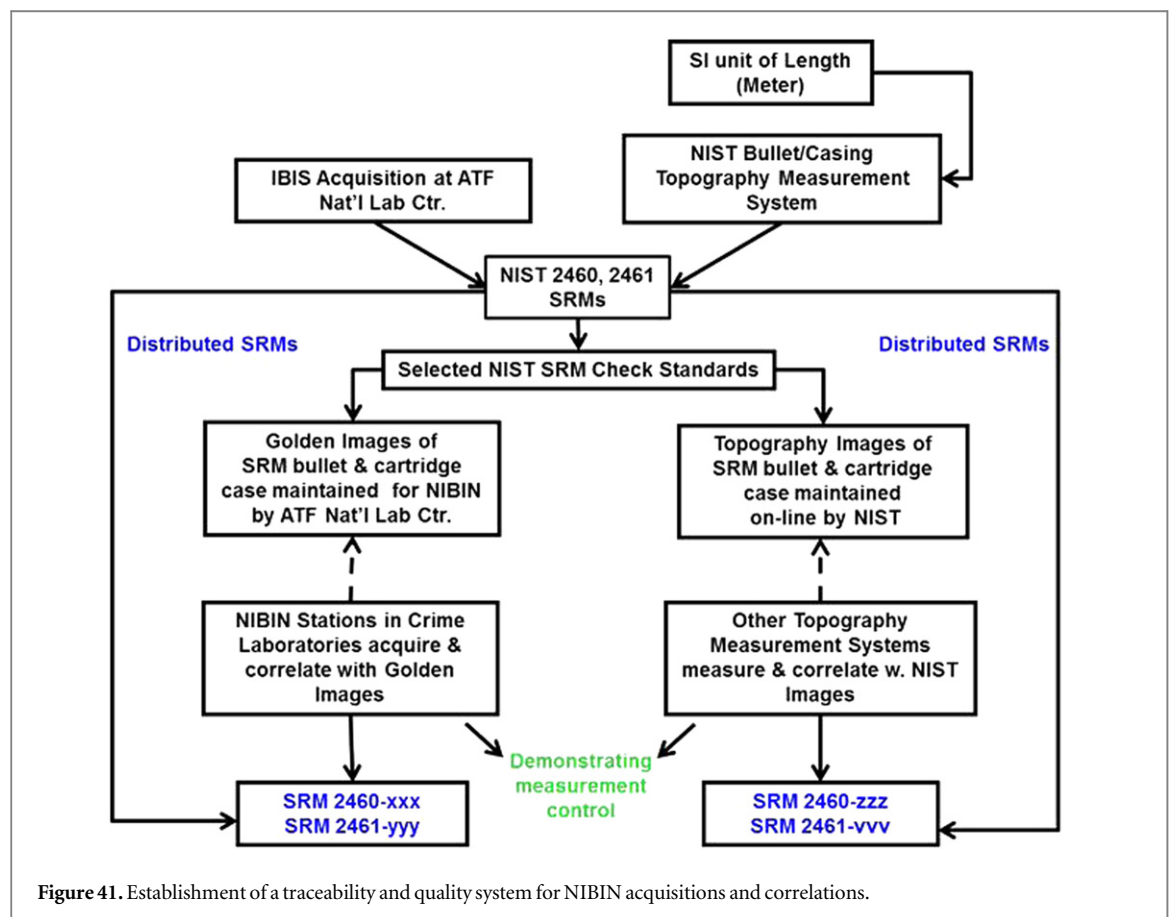 SI unit of Length
(Meter)
NIST Bullet/Casing
Topography Measurement
System
IBIS Acquisition at ATF
Nat'l Lab Ctr.
NIST 2460, 2461
SRMs
Distributed SRMs
Distributed SRMs
Selected NIST SRM Check Standards
Golden Images of
SRM bullet & cartridge
case maintained for NIBIN
by ATF Nat'l Lab Ctr.
Topography Images of
SRM bullet & cartridge
case maintained
on-line by NIST
NIBIN Stations in Crime
Laboratories acquire &
correlate with Golden
Images
Other Topography
Measurement Systems
measure & correlate w. NIST
Images
Demonstrating
measurement
control
SRM 2460-xxx
SRM 2461-yyy
SRM 2460-zzz
SRM 2461-vvv
Figure 41. Establishment of a traceability and quality system for NIBIN acquisitions and correlations.